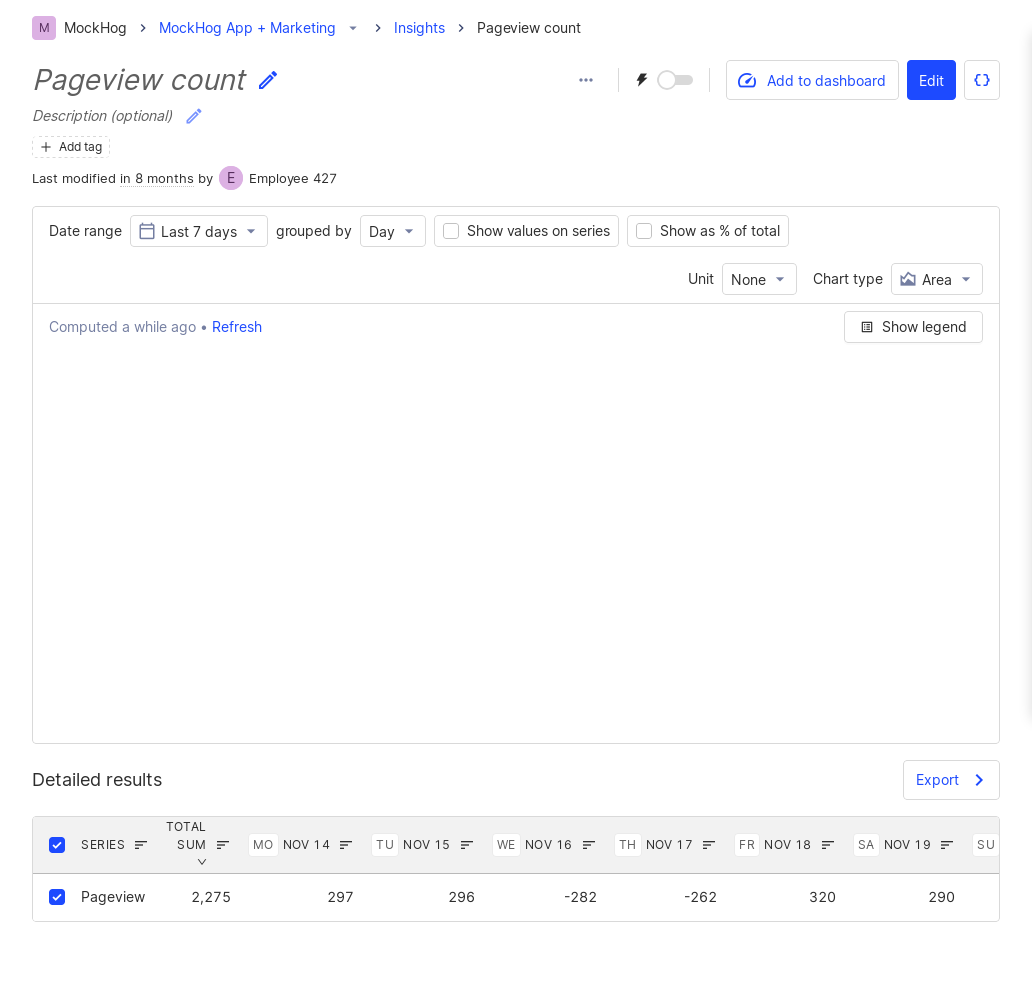 M MockHog MockHog App + Marketing Insights Pageview count
Pageview count
Add to dashboard Edit
Description (optional)
Add tag
Last modified in 8 months by E Employee 427
Date range Last 7 days grouped by Day Show values on series Show as % of total
Unit None Chart type Area
Computed a while ago • Refresh Show legend
Detailed results Export
SERIES TOTAL SUM MO NOV 14 TU NOV 15 WE NOV 16 TH NOV 17 FR NOV 18 SA NOV 19 SU
Pageview 2,275 297 296 -282 -262 320 290